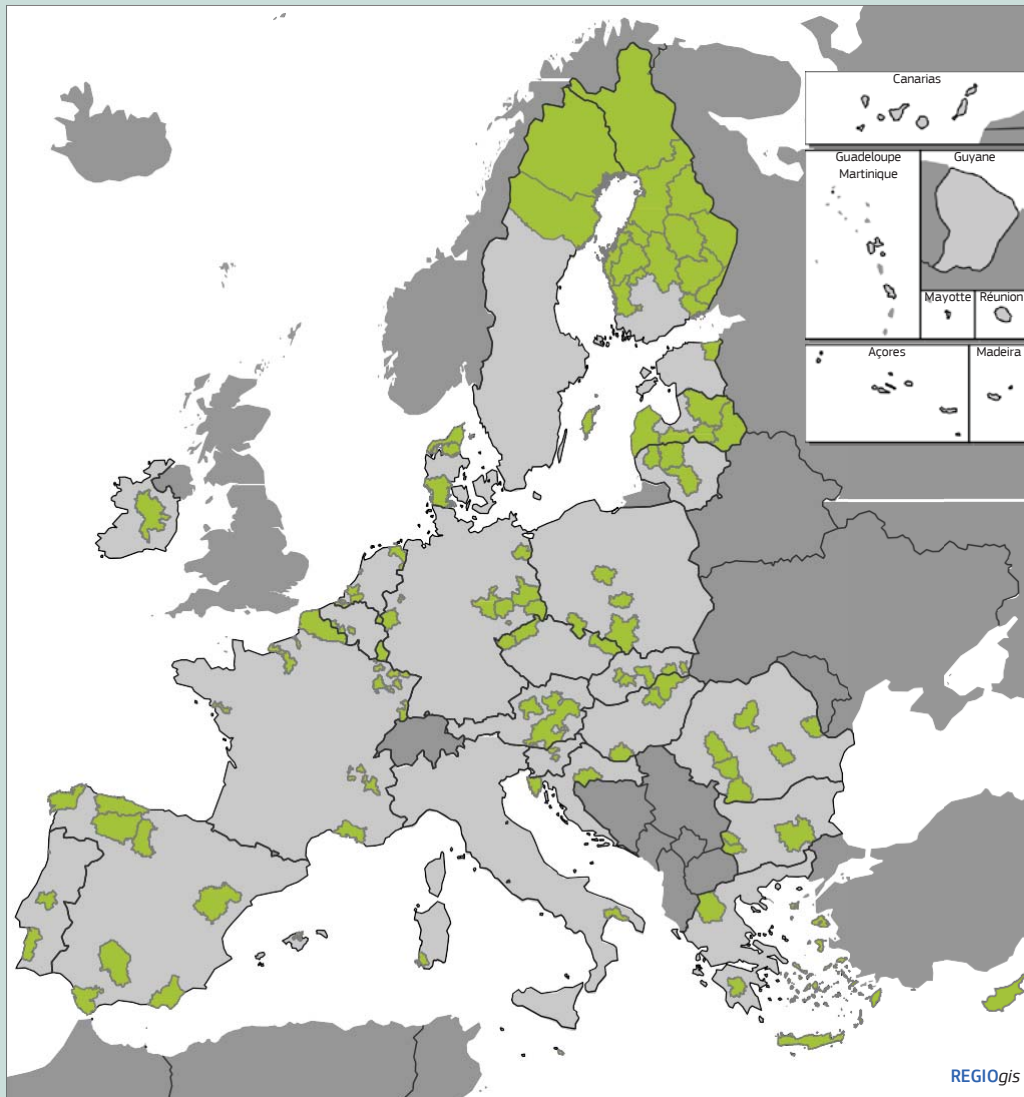 Canarias
Guadeloupe
Martinique
Guyane
Mayotte
Réunion
Açores
Madeira
REGIOgis